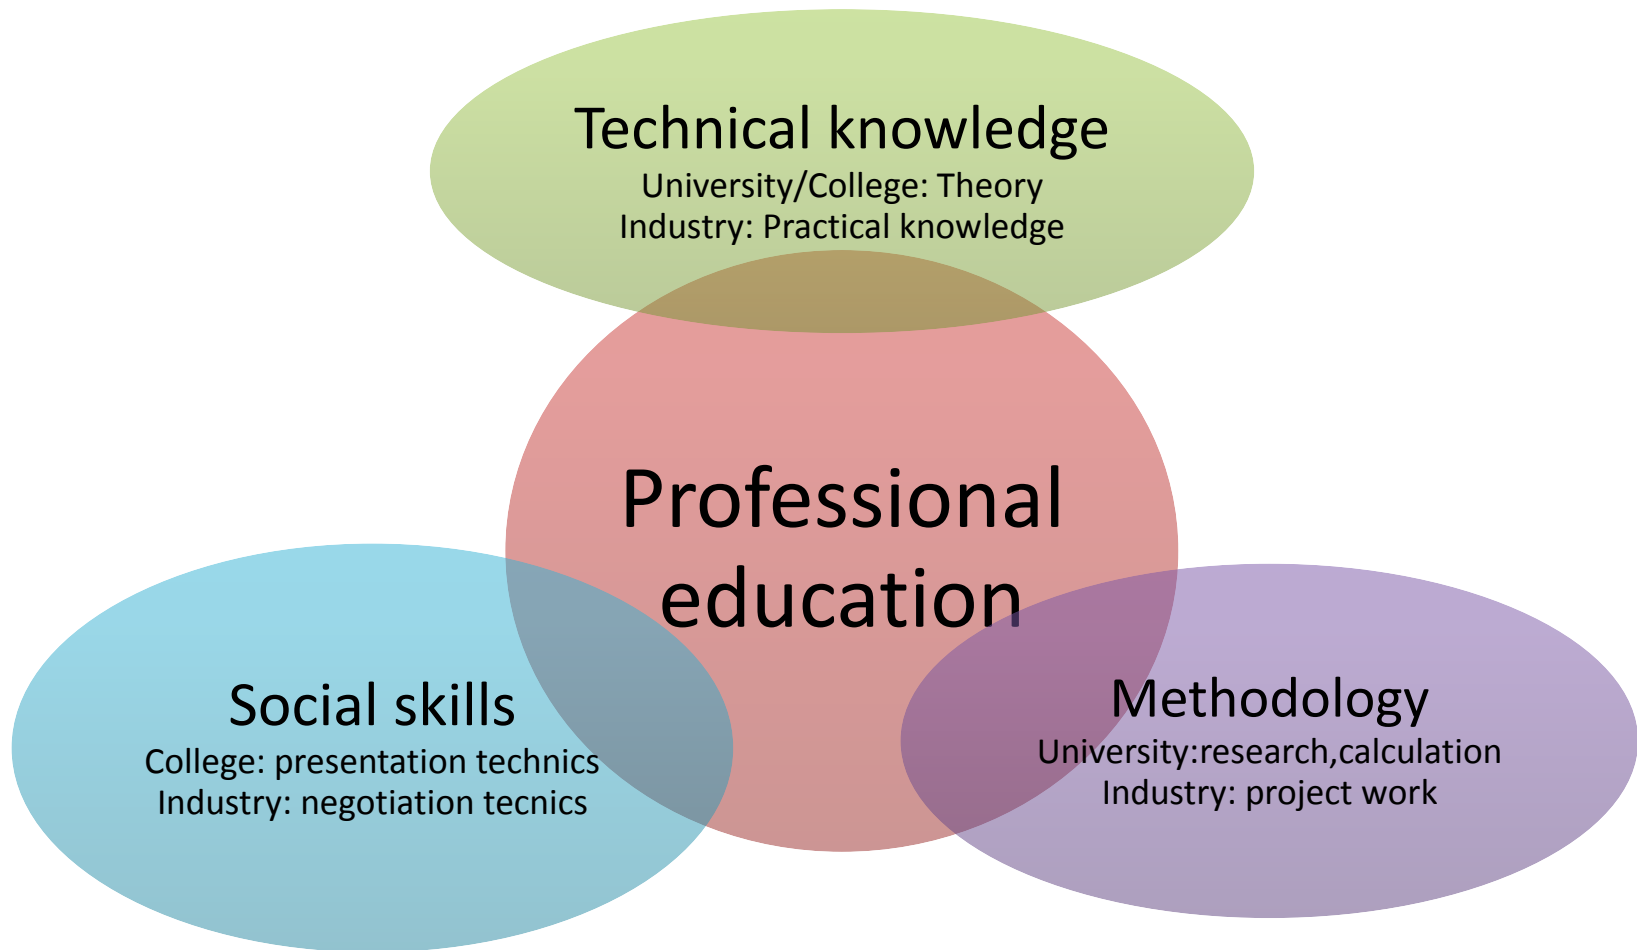 Technical knowledge
University/College: Theory
Industry: Practical knowledge
Professional
education
Social skills
College: presentation technics
Industry: negotiation tecnics
Methodology
University:research,calculation
Industry: project work